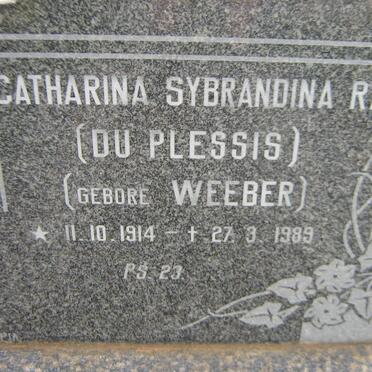 CATHARINA SYBRANDINA
(DU PLESSIS)
(GEBORE WEEBER)
* 11.10.1914 – † 27.3.1989
PS. 23